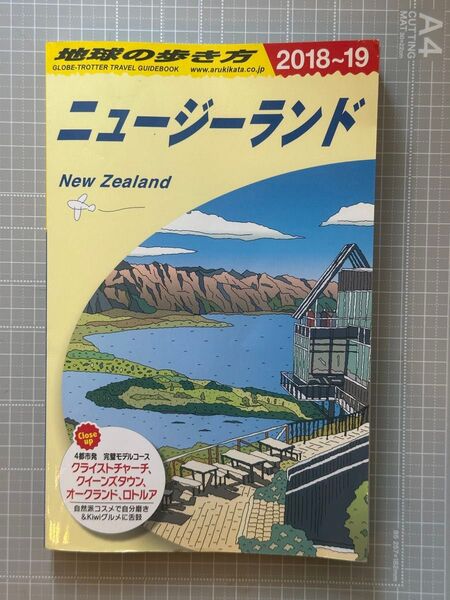 地球の歩き方
GLOBE-TROTTER TRAVEL GUIDEBOOK
www.arukikata.co.jp
2018~19
ニュージーランド
New Zealand
Close up
4都市発 完璧モデルコース
クライストチャーチ、
クイーンズタウン、
オークランド、ロトルア
自然派コスメで自分磨き
&Kiwiグルメに舌鼓
A4
CUTTING
MAT